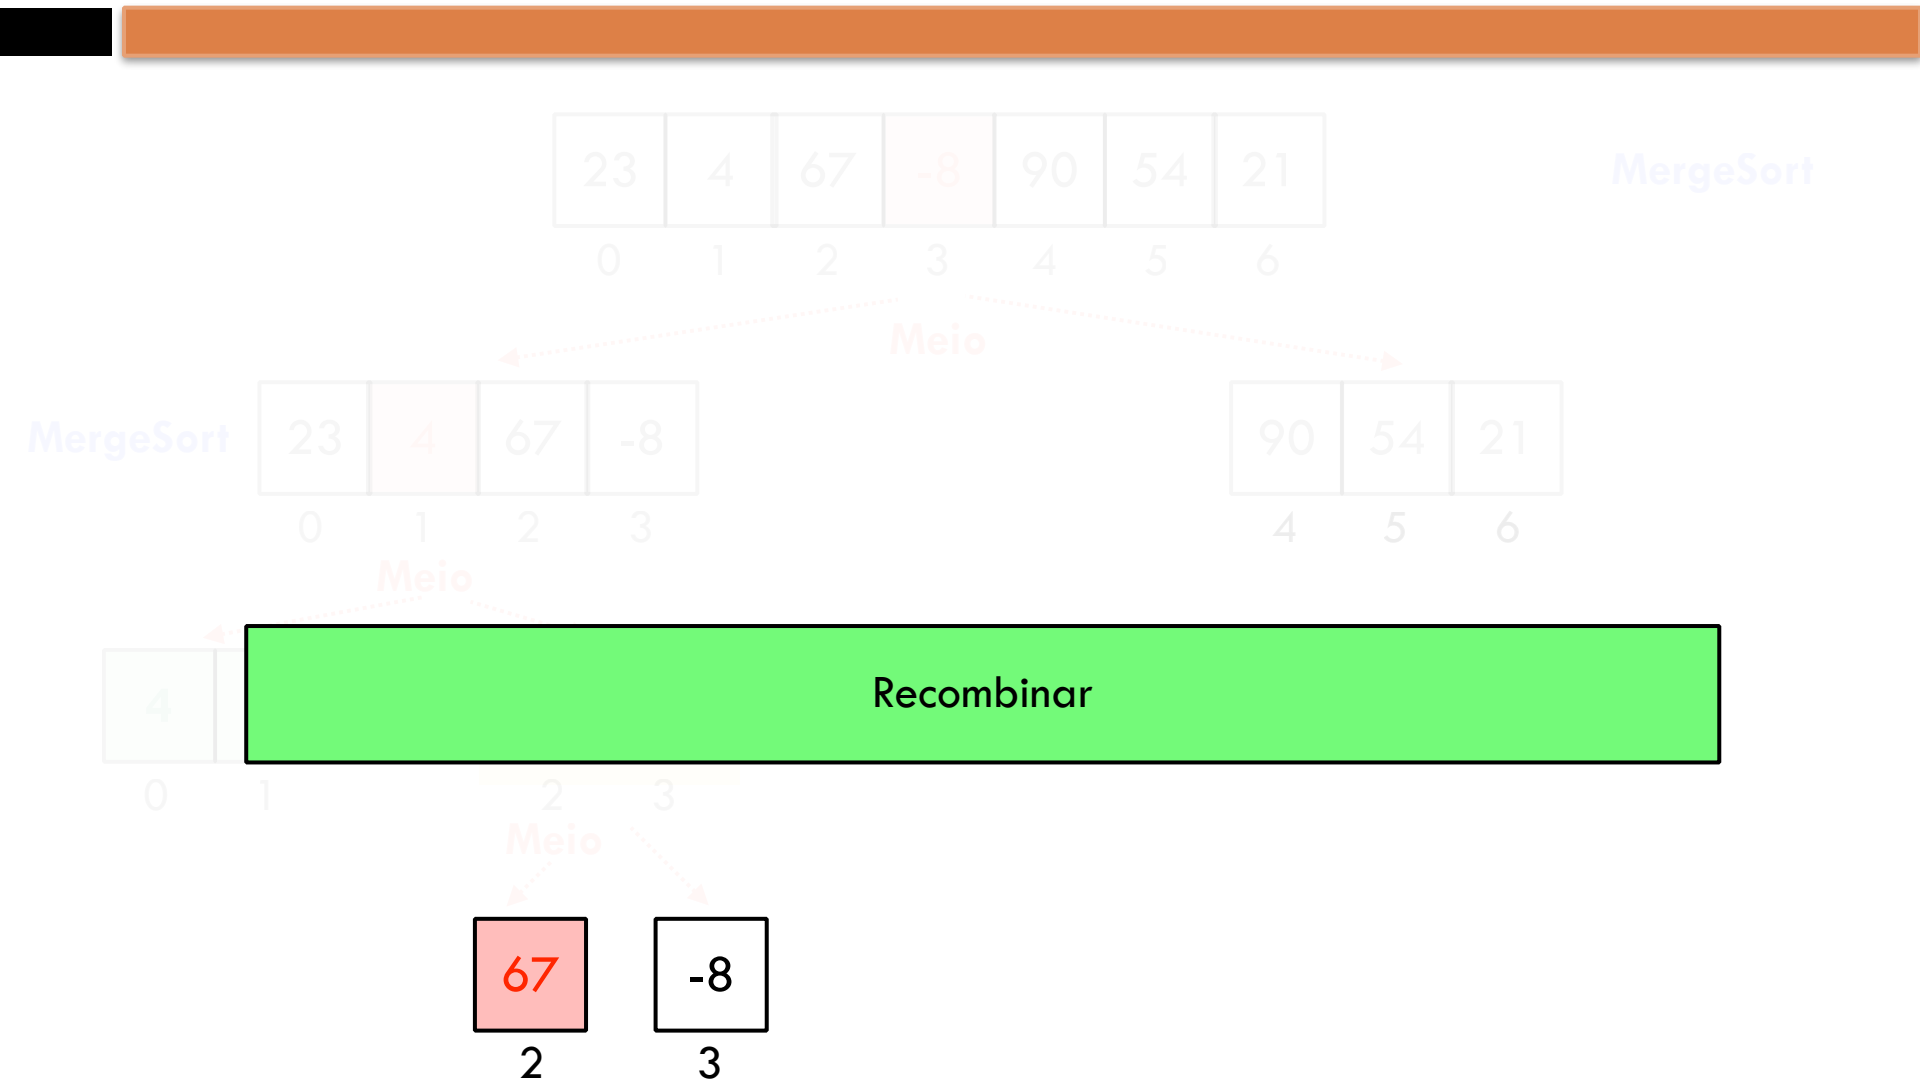 23 4 67 -8 90 54 21
MergeSort
0 1 2 3 4 5 6
Meio
MergeSort
23 4 67 -8
90 54 21
0 1 2 3
4 5 6
Meio
4
Recombinar
0 1 2 3
Meio
67 -8
2 3